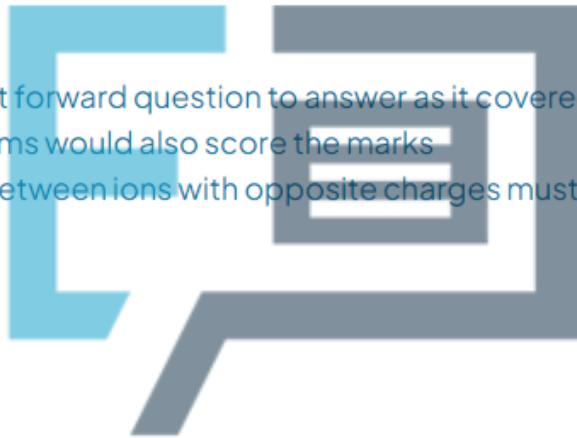 t forward question to answer as it covere
ms would also score the marks
etween ions with opposite charges must